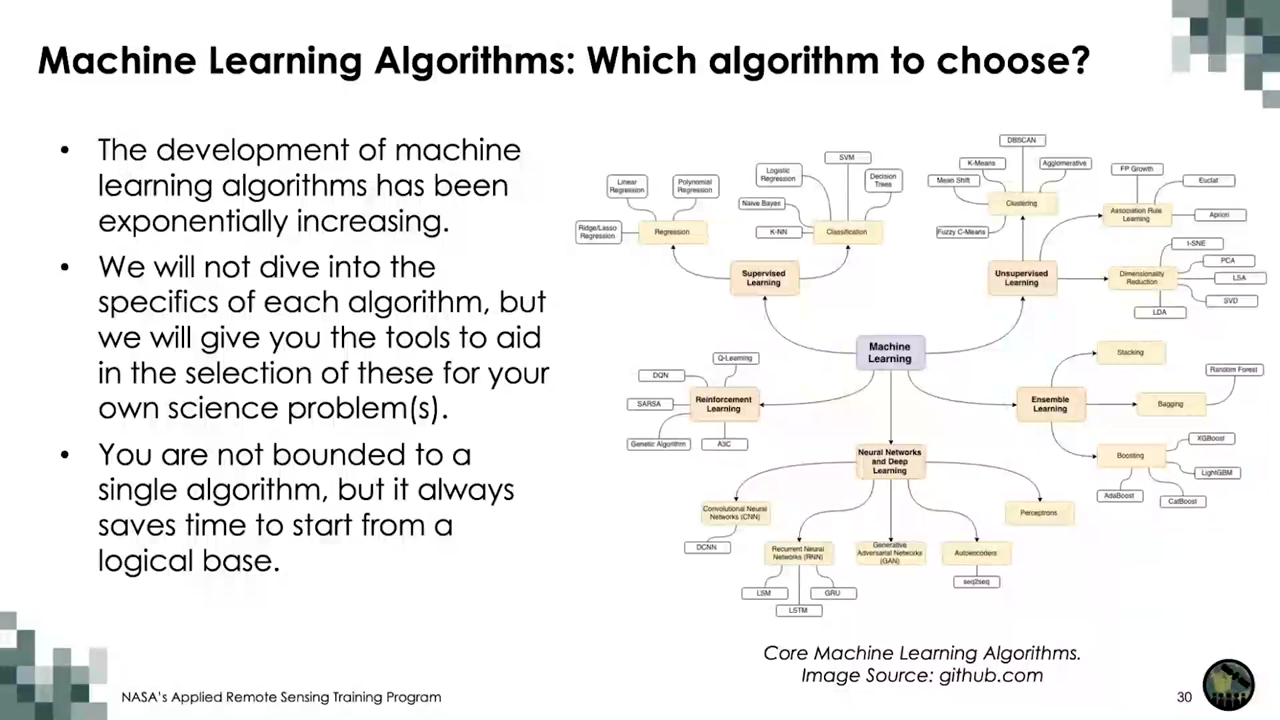 Machine Learning Algorithms: Which algorithm to choose?
• The development of machine
learning algorithms has been
exponentially increasing.
• We will not dive into the
specifics of each algorithm, but
we will give you the tools to aid
in the selection of these for your
own science problem(s).
• You are not bounded to a
single algorithm, but it always
saves time to start from a
logical base.
Linear
Regression
Polynomial
Regression
Ridge/Lasso
Regression
Regression
Logistic
Regression
SVM
Decision
Trees
Naive Bayes
K-NN
Classification
Supervised
Learning
DBSCAN
K-Means
Agglomerative
Mean Shift
Clustering
Fuzzy C-Means
FP Growth
Euclat
Association Rule
Learning
Apriori
Unsupervised
Learning
t-SNE
PCA
Dimensionality
Reduction
LSA
SVD
LDA
Machine
Learning
Q-Learning
DQN
SARSA
Reinforcement
Learning
Genetic Algorithm
A3C
Stacking
Random Forest
Ensemble
Learning
Bagging
Boosting
XGBoost
LightGBM
AdaBoost
CatBoost
Neural Networks
and Deep
Learning
Convolutional Neural
Networks (CNN)
DCNN
Recurrent Neural
Networks (RNN)
LSM
LSTM
GRU
Generative
Adversarial Networks
(GAN)
Autoencoders
seq2seq
Perceptrons
Core Machine Learning Algorithms.
Image Source: github.com
NASA's Applied Remote Sensing Training Program
30